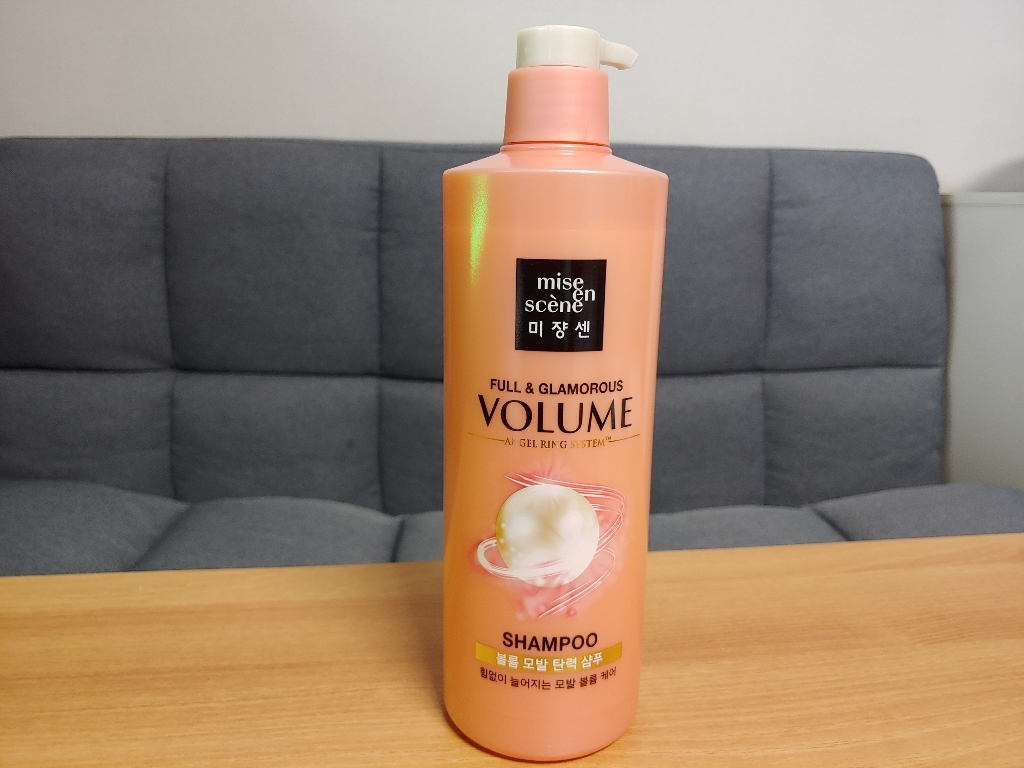 mise
en
scène
미쟝센
FULL & GLAMOROUS
VOLUME
ANGEL RING SYSTEM™
SHAMPOO
볼륨 모발 탄력 샴푸
힘없이 늘어지는 모발 볼륨 케어